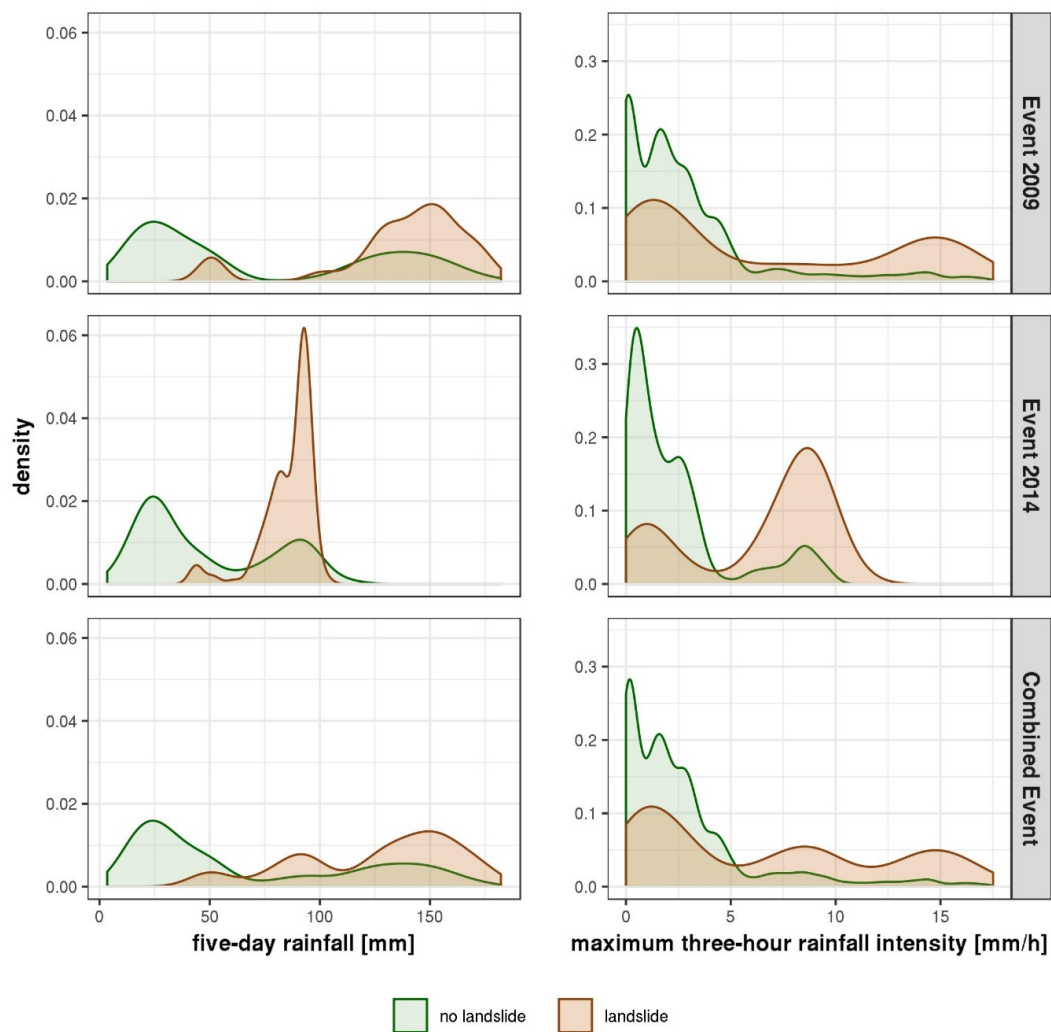 0.06
0.04
0.02
0.00
0.3
0.2
0.1
0.0
Event 2009
density
0.06
0.04
0.02
0.00
0.3
0.2
0.1
0.0
Event 2014
0.06
0.04
0.02
0.00
0.3
0.2
0.1
0.0
Combined Event
0 50 100 150
0 5 10 15
five-day rainfall [mm]
maximum three-hour rainfall intensity [mm/h]
no landslide landslide